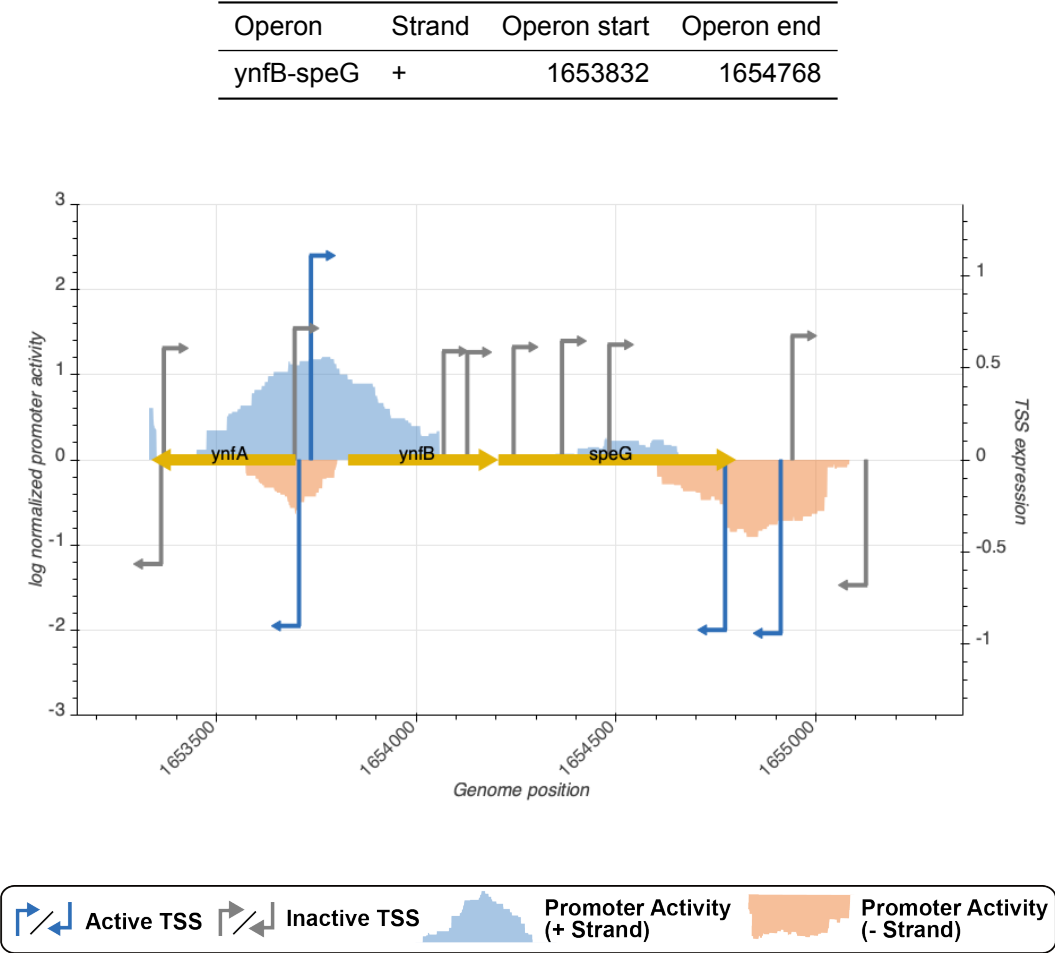 Operon Strand Operon start Operon end
ynfB-speG + 1653832 1654768
3
2
1
0
-1
-2
-3
log normalized promoter activity
1
0.5
0
-0.5
-1
TSS expression
ynfA ynfB speG
1653500 1654000 1654500 1655000
Genome position
Active TSS Inactive TSS Promoter Activity (+ Strand) Promoter Activity (- Strand)